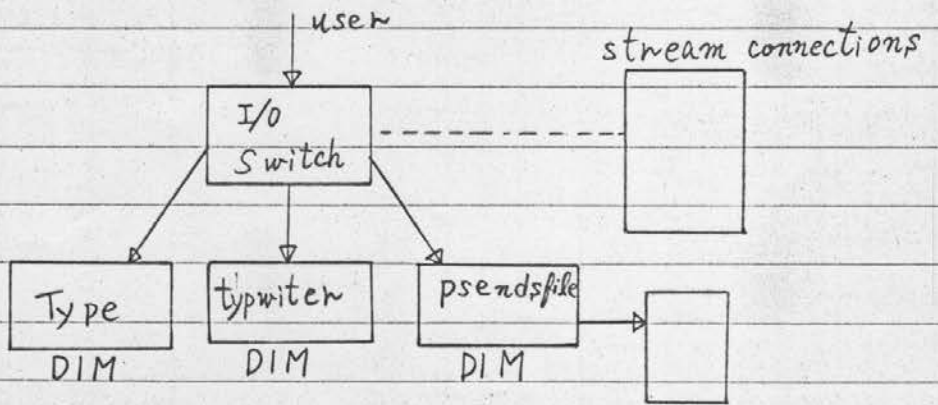 user
stream connections
I/O
Switch
Type
typwiter
psendsfile
DIM
DIM
DIM